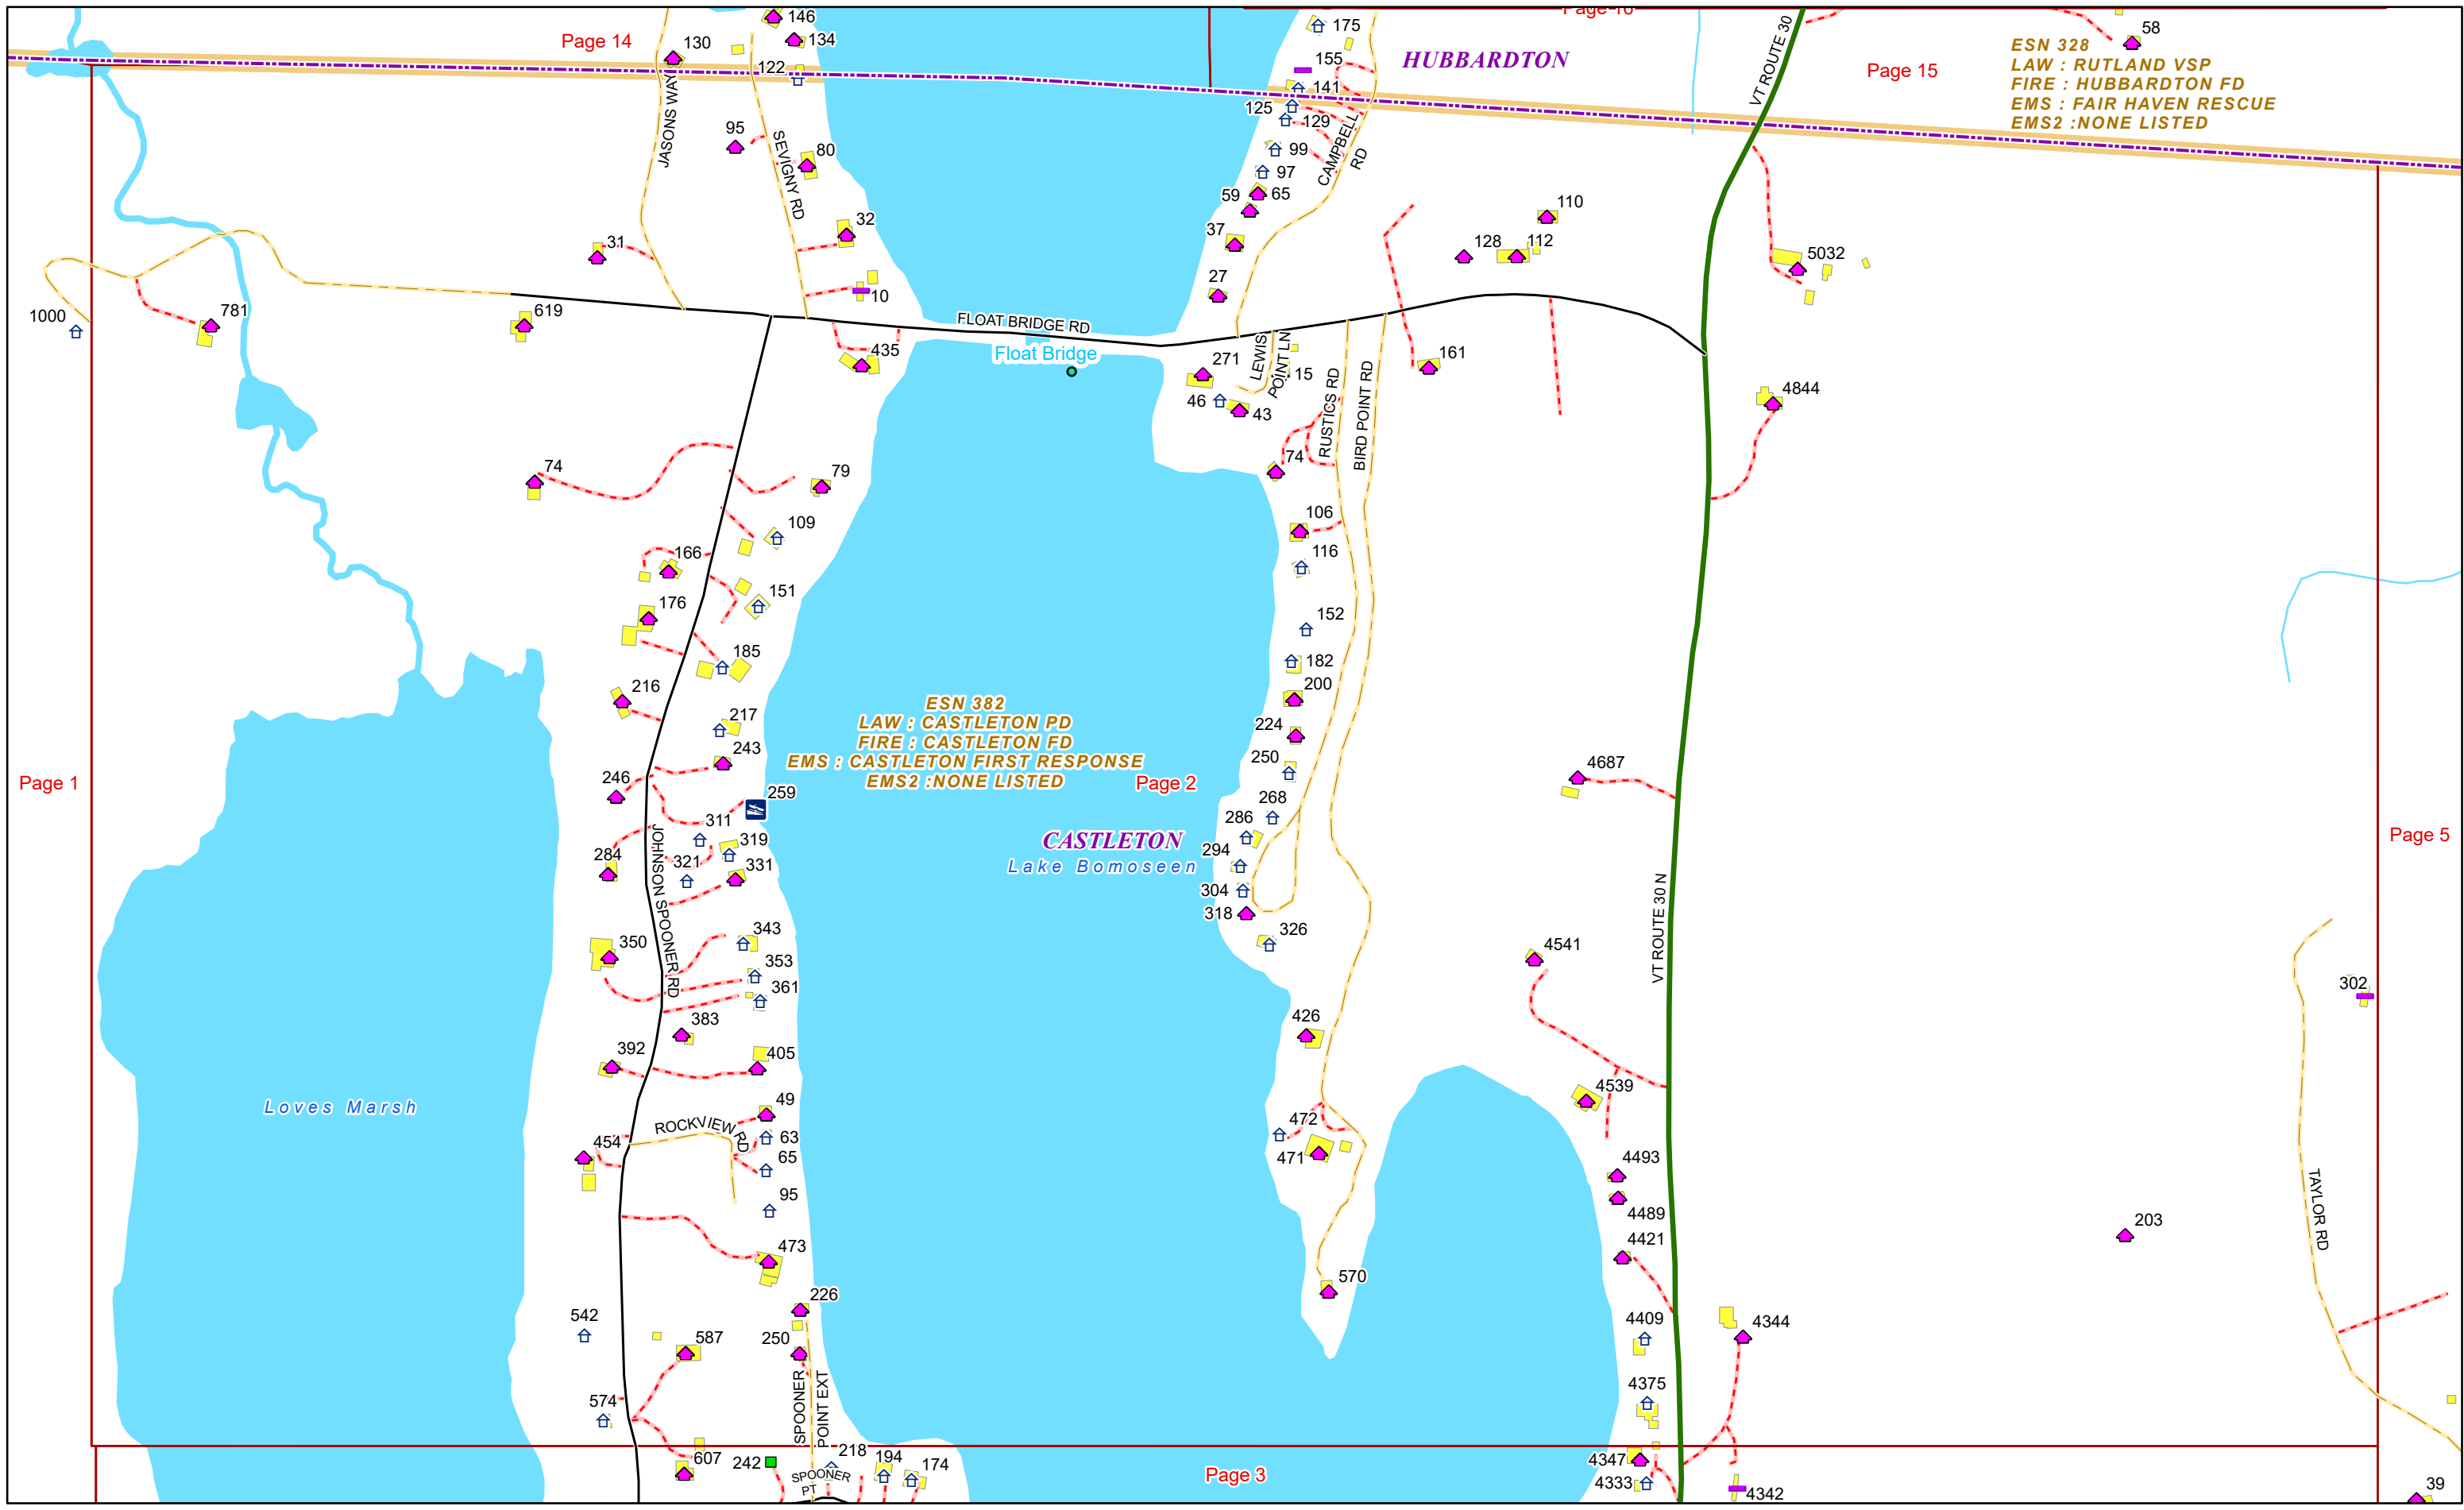 146
Page 14
130
134
122
175
155
HUBBARDTON
141
125
129
Page 16
VT ROUTE 30
Page 15
58
ESN 328
LAW : RUTLAND VSP
FIRE : HUBBARDTON FD
EMS : FAIR HAVEN RESCUE
EMS2 :NONE LISTED
JASONS WAY
95
SEVIGNY RD
80
99
CAMPBELL
RD
97
59
65
32
37
110
31
128
112
5032
27
10
1000
781
619
FLOAT BRIDGE RD
Float Bridge
435
271
LEWIS
POINT LN
15
46
43
RUSTICS RD
BIRD POINT RD
161
4844
74
79
74
109
106
166
116
151
176
152
185
182
216
200
217
224
ESN 382
LAW : CASTLETON PD
FIRE : CASTLETON FD
EMS : CASTLETON FIRST RESPONSE
EMS2 :NONE LISTED
243
250
4687
Page 1
246
259
Page 2
268
311
286
319
CASTLETON
Lake Bomoseen
Page 5
284
321
331
294
304
318
JOHNSON SPOONER RD
343
326
350
353
361
VT ROUTE 30 N
4541
302
383
426
392
405
Loves Marsh
4539
49
ROCKVIEW RD
63
472
454
65
471
4493
95
4489
203
TAYLOR RD
473
4421
570
226
542
4409
4344
587
250
SPOONER
POINT EXT
574
4375
607
242
218
194
174
SPOONER
PT
Page 3
4347
4333
4342
39